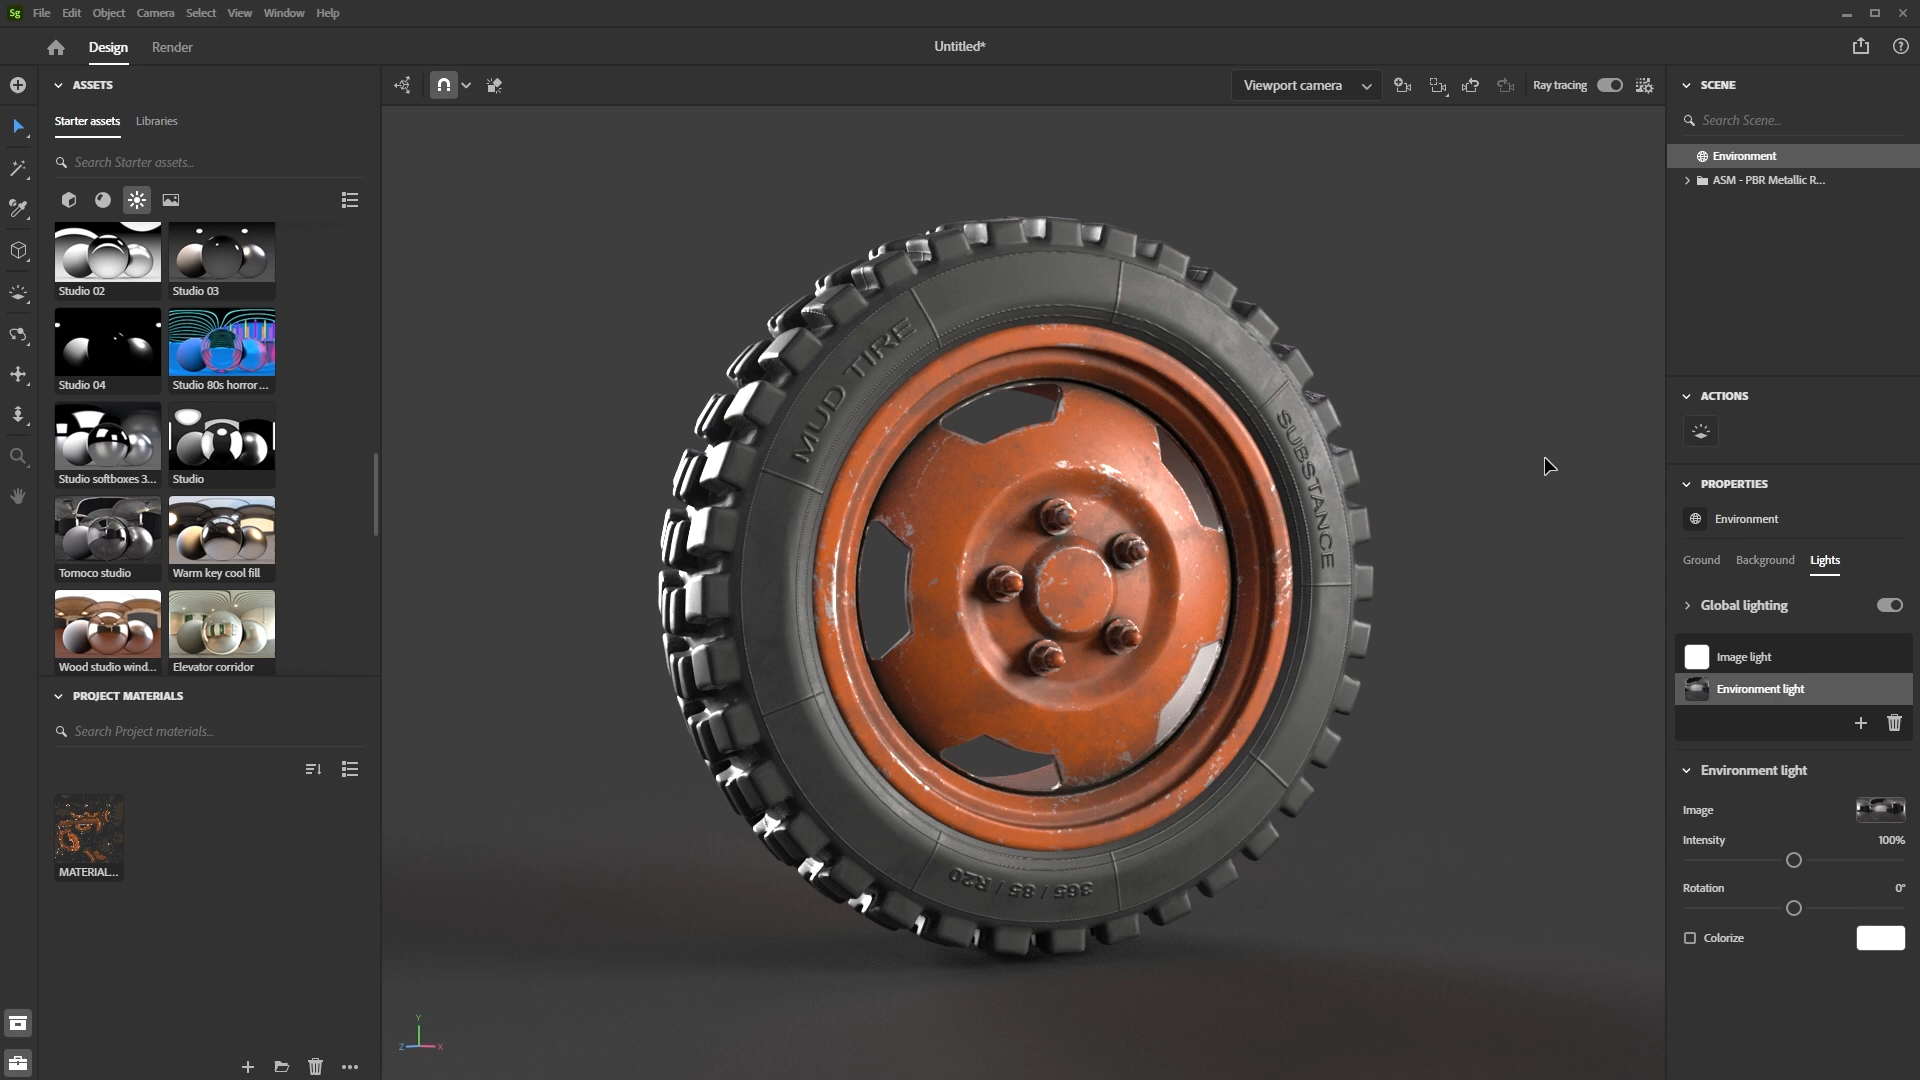 Sg File Edit Object Camera Select View Window Help
Design Render Untitled*
ASSETS
Starter assets Libraries
Search Starter assets...
Studio 02 Studio 03
Studio 04 Studio 80s horror ...
Studio softboxes 3... Studio
Tomoco studio Warm key cool fill
Wood studio wind... Elevator corridor
PROJECT MATERIALS
Search Project materials...
MATERIAL...
Viewport camera Ray tracing
MUD TIRE
SUBSTANCE
365 / 85 / R20
Y
Z X
SCENE
Search Scene...
Environment
ASM - PBR Metallic R...
ACTIONS
PROPERTIES
Environment
Ground Background Lights
Global lighting
Image light
Environment light
Environment light
Image
Intensity 100%
Rotation 0°
Colorize